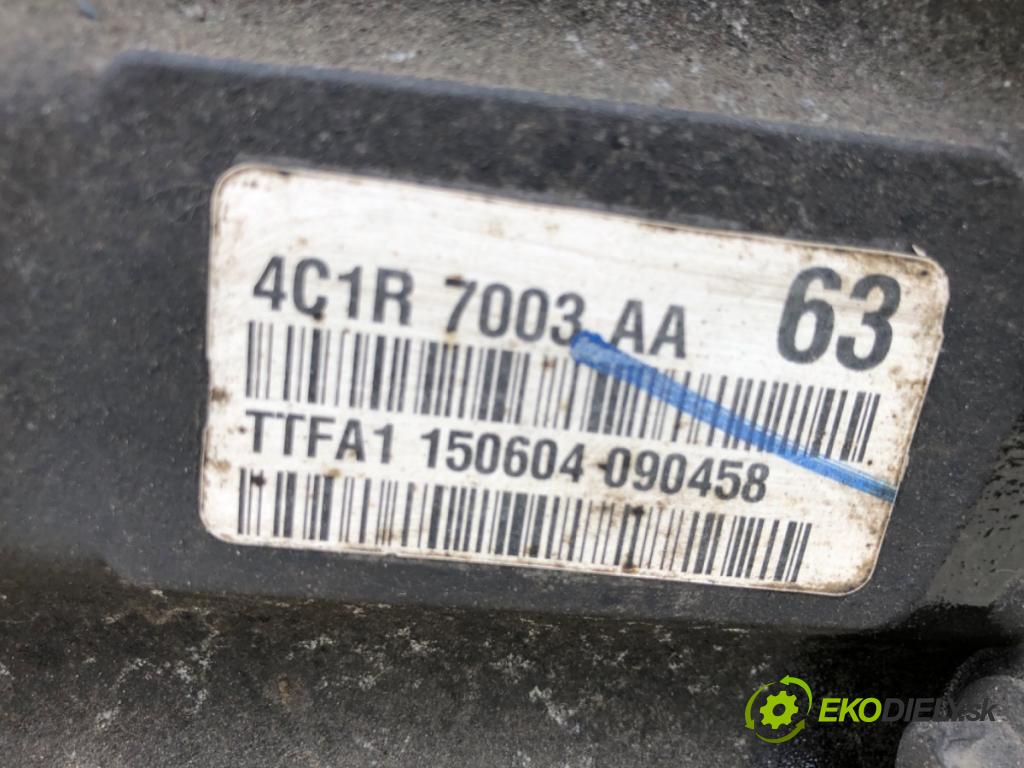 4C1R 7003 AA 63
TTFA1 150604 090458
EKODIELY.sk